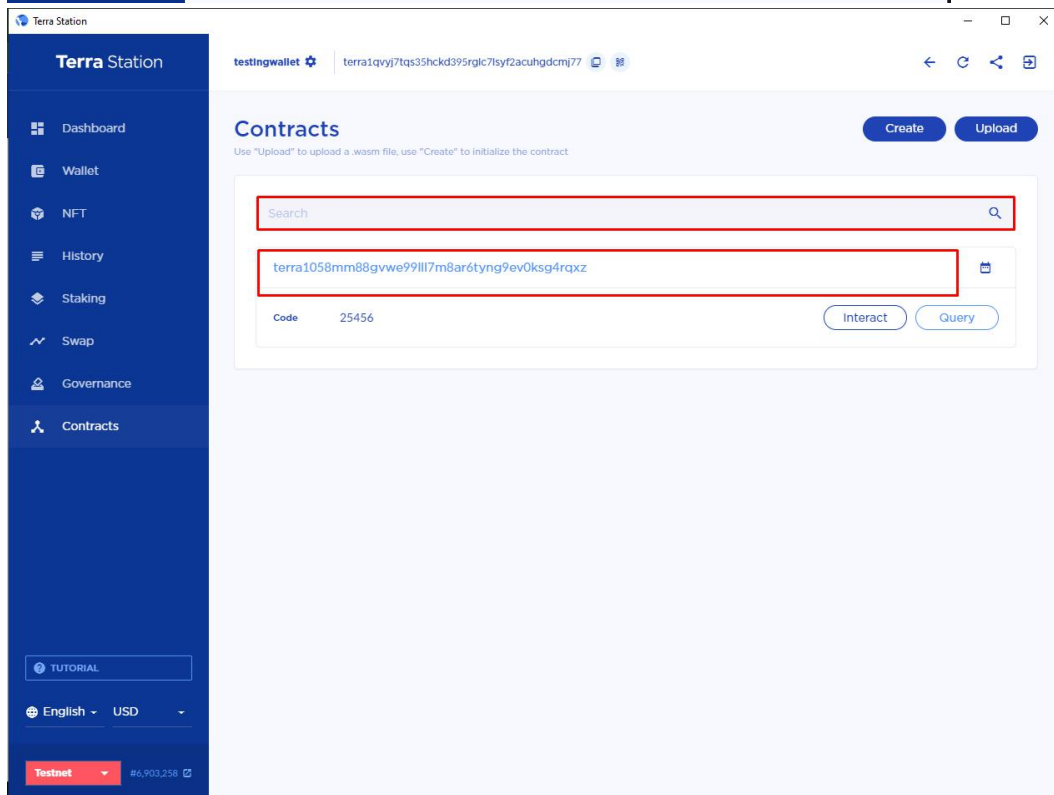 Terra Station
Terra Station
testingwallet
terra1qvyj7tqs35hckd395rglc7lsyf2acuhgdcmj77
Dashboard
Wallet
NFT
History
Staking
Swap
Governance
Contracts
TUTORIAL
English
USD
Testnet
#6,903,258
Contracts
Create
Upload
Use "Upload" to upload a .wasm file, use "Create" to initialize the contract
Search
terra1058mm88gvwe99lll7m8ar6tyng9ev0ksg4rqxz
Code
25456
Interact
Query